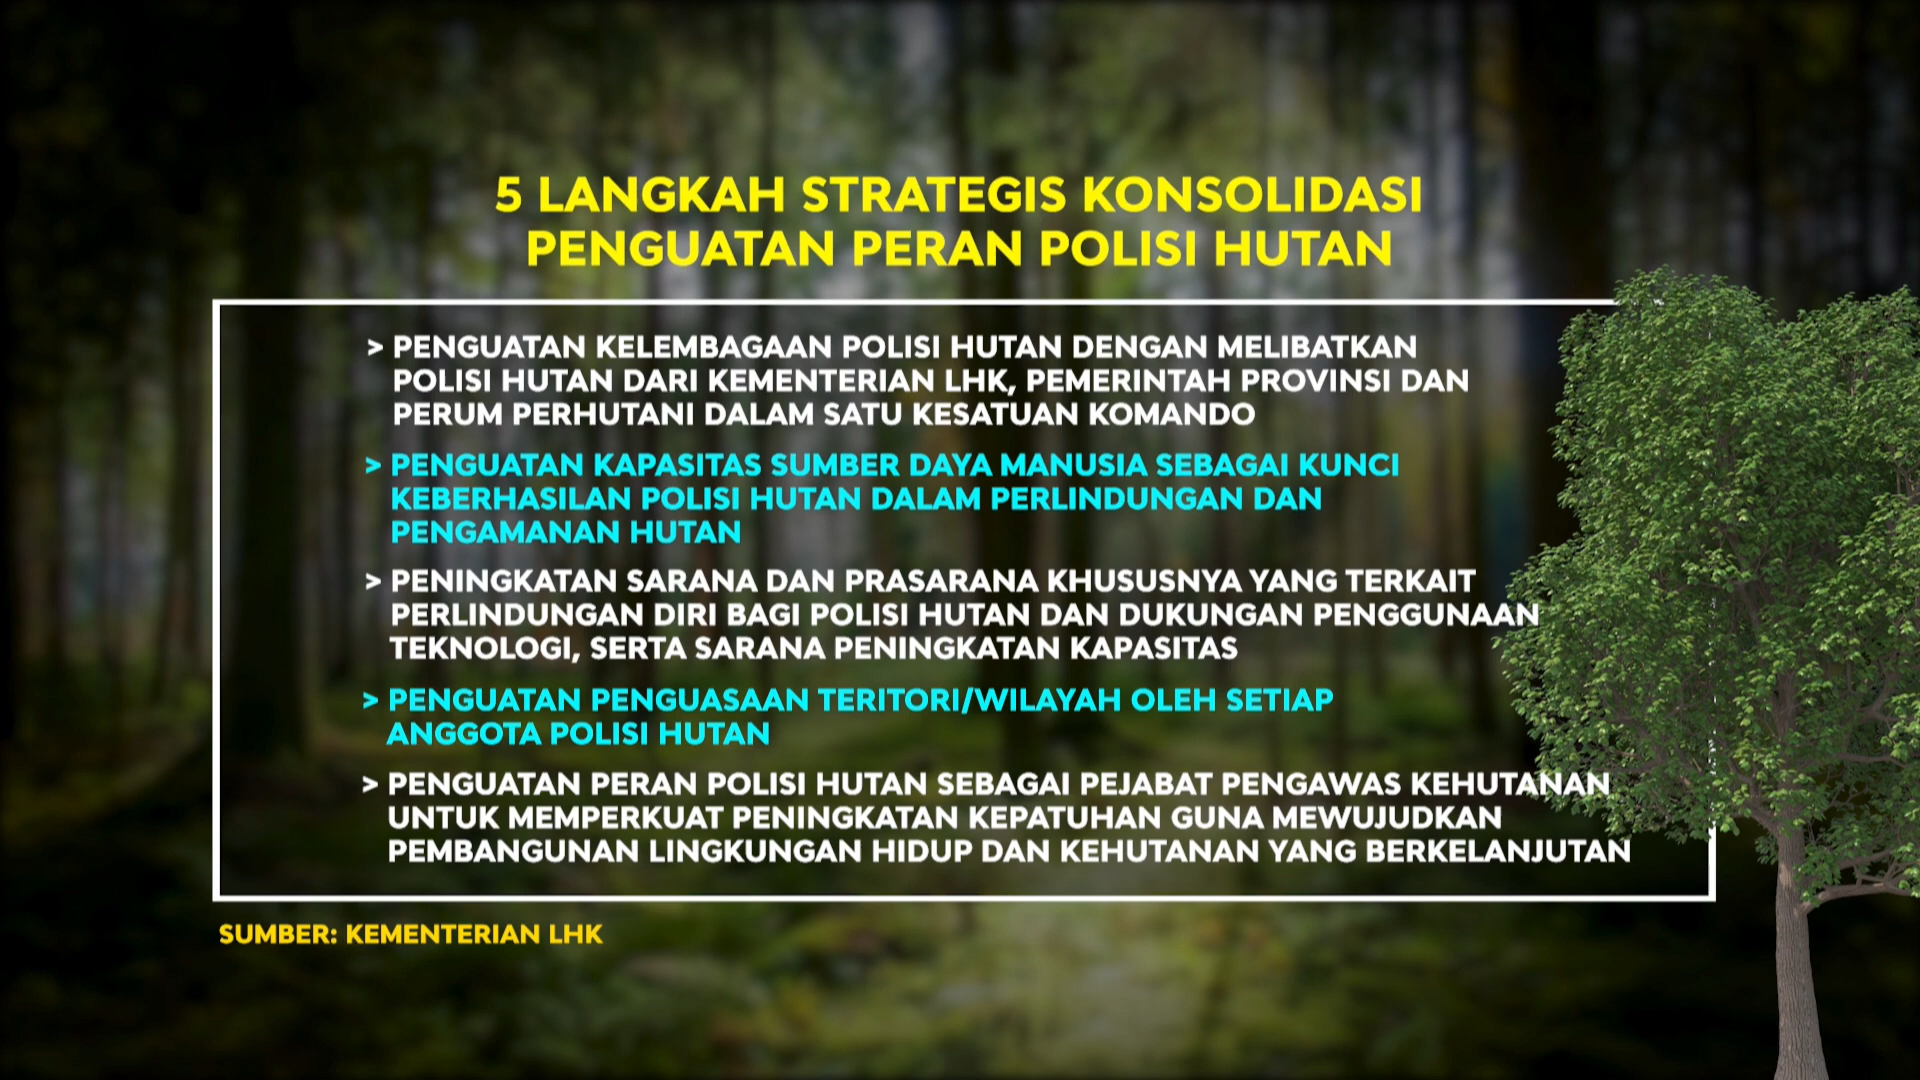 5 LANGKAH STRATEGIS KONSOLIDASI
PENGUATAN PERAN POLISI HUTAN
> PENGUATAN KELEMBAGAAN POLISI HUTAN DENGAN MELIBATKAN
POLISI HUTAN DARI KEMENTERIAN LHK, PEMERINTAH PROVINSI DAN
PERUM PERHUTANI DALAM SATU KESATUAN KOMANDO
> PENGUATAN KAPASITAS SUMBER DAYA MANUSIA SEBAGAI KUNCI
KEBERHASILAN POLISI HUTAN DALAM PERLINDUNGAN DAN
PENGAMANAN HUTAN
> PENINGKATAN SARANA DAN PRASARANA KHUSUSNYA YANG TERKAIT
PERLINDUNGAN DIRI BAGI POLISI HUTAN DAN DUKUNGAN PENGGUNAAN
TEKNOLOGI, SERTA SARANA PENINGKATAN KAPASITAS
> PENGUATAN PENGUASAAN TERITORI/WILAYAH OLEH SETIAP
ANGGOTA POLISI HUTAN
> PENGUATAN PERAN POLISI HUTAN SEBAGAI PEJABAT PENGAWAS KEHUTANAN
UNTUK MEMPERKUAT PENINGKATAN KEPATUHAN GUNA MEWUJUDKAN
PEMBANGUNAN LINGKUNGAN HIDUP DAN KEHUTANAN YANG BERKELANJUTAN
SUMBER: KEMENTERIAN LHK